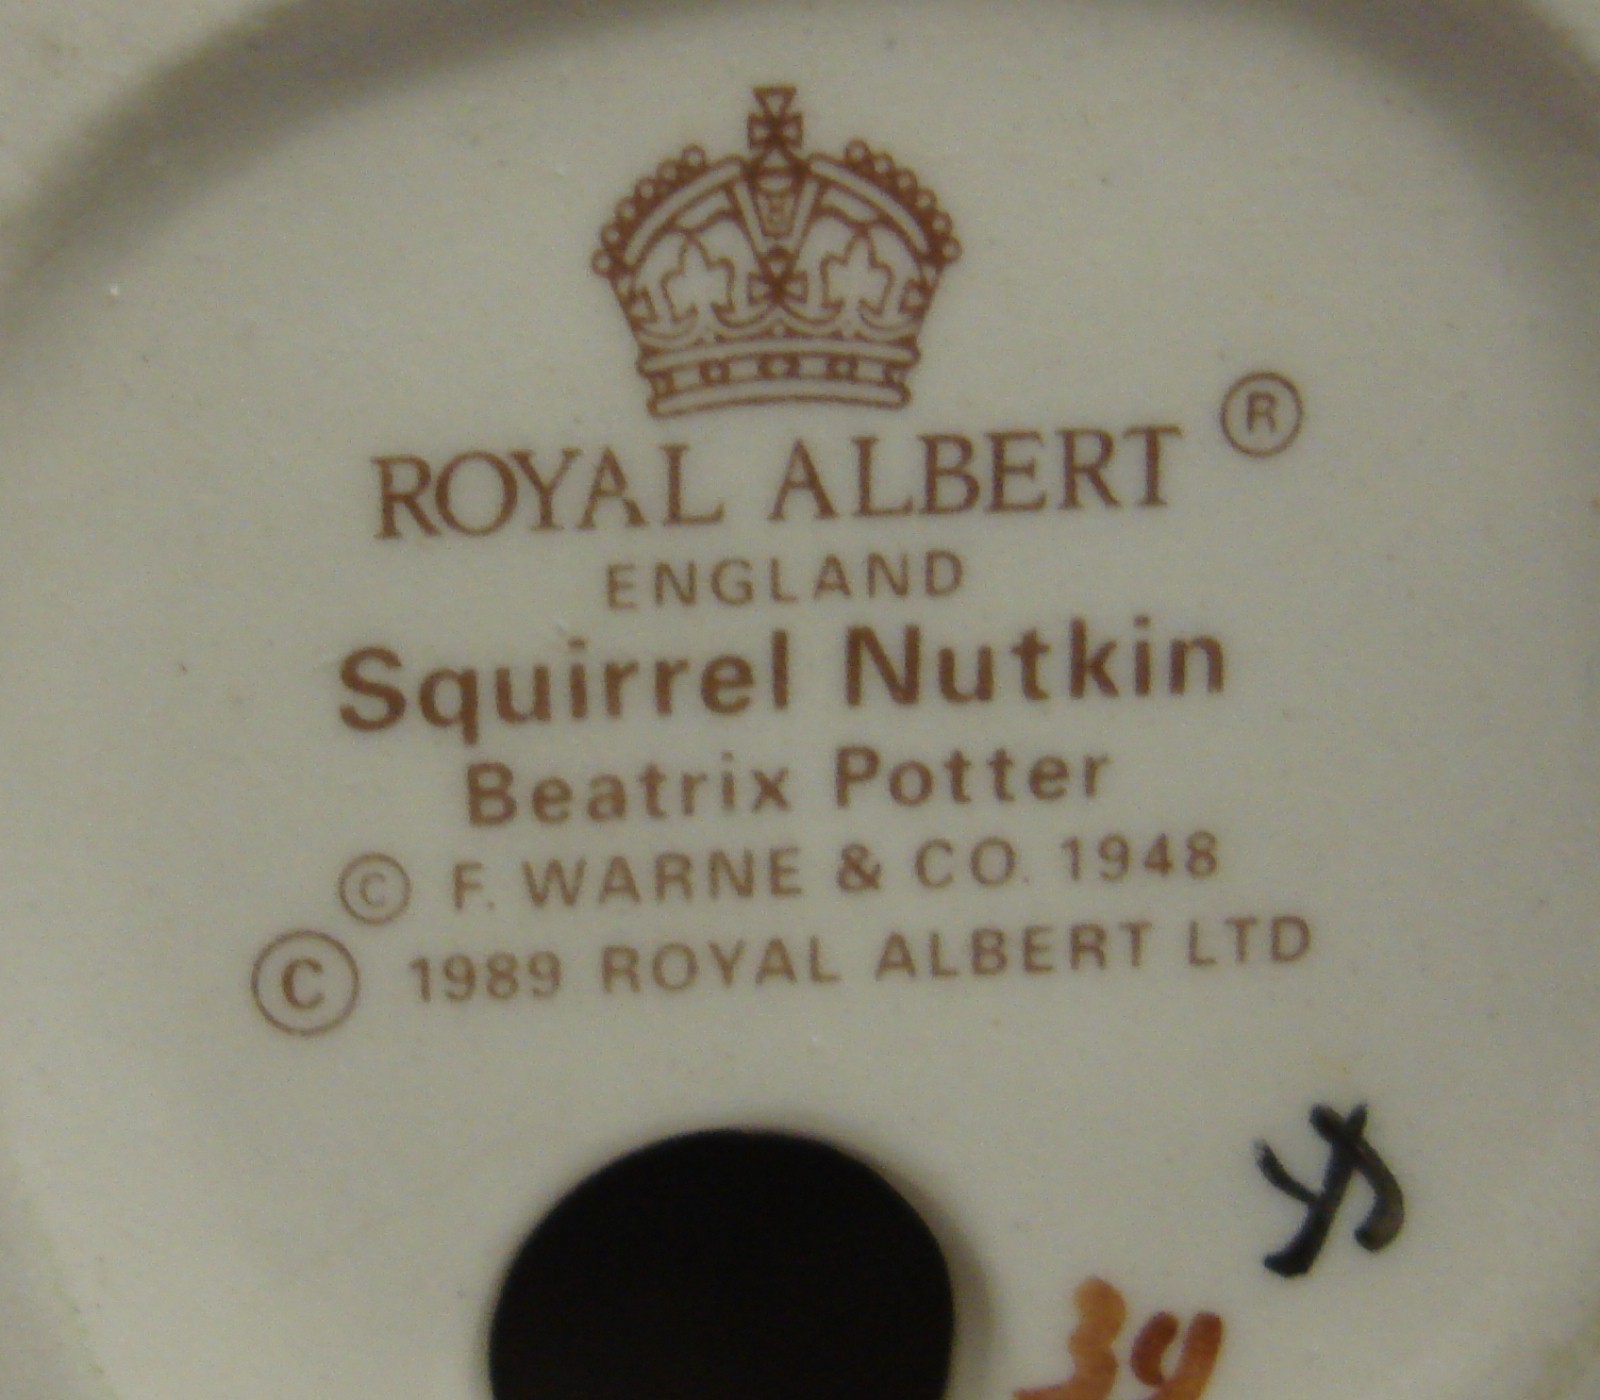 ROYAL ALBERT ®
ENGLAND
Squirrel Nutkin
Beatrix Potter
© F. WARNE & CO. 1948
© 1989 ROYAL ALBERT LTD